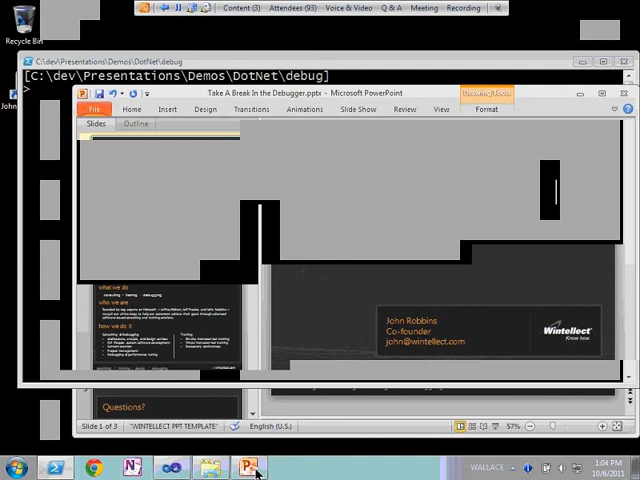 Content (3) Attendees (93) Voice & Video Q & A Meeting Recording
Recycle Bin
C:\dev\Presentations\Demos\DotNet\debug
[C:\dev\Presentations\Demos\DotNet\debug]
>
Take A Break In the Debugger.pptx - Microsoft PowerPoint
Drawing Tools
File Home Insert Design Transitions Animations Slide Show Review View Format
Slides Outline
what we do
consulting training debugging
who we are
how we do it
John Robbins
Co-founder
john@wintellect.com
Wintellect
Know how.
Questions?
Slide 1 of 3 "WINTELLECT PPT TEMPLATE" English (U.S.) 57%
WALLACE
1:04 PM
10/6/2011